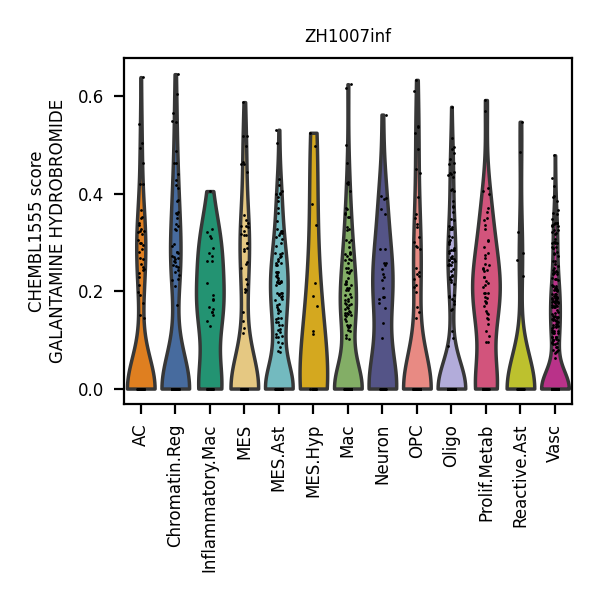 ZH1007inf
CHEMBL1555 score
GALANTAMINE HYDROBROMIDE
0.6
0.4
0.2
0.0
AC
Chromatin.Reg
Inflammatory.Mac
MES
MES.Ast
MES.Hyp
Mac
Neuron
OPC
Oligo
Prolif.Metab
Reactive.Ast
Vasc